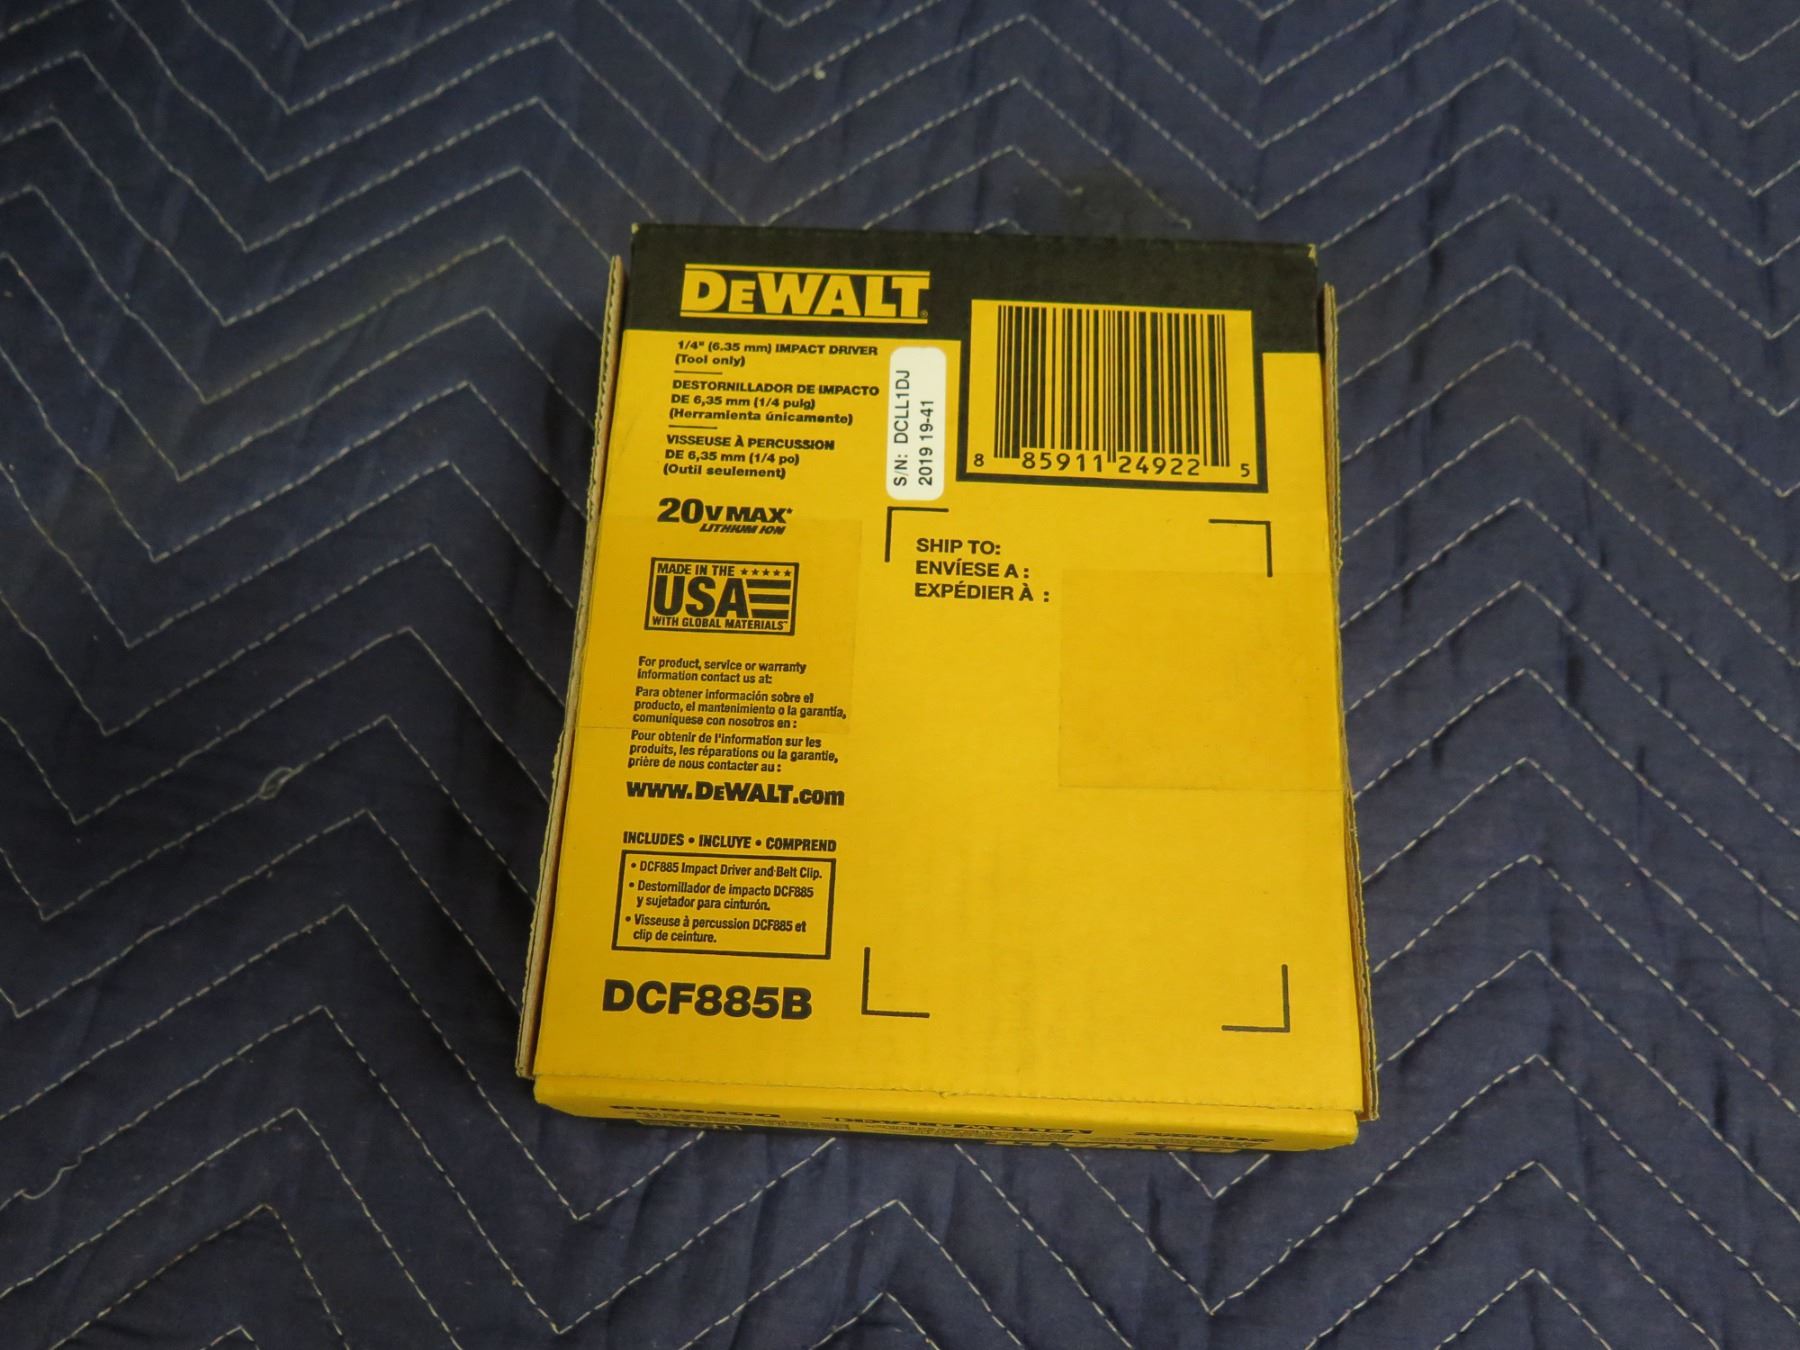 DEWALT
1/4" (6.35 mm) IMPACT DRIVER
(Tool only)
DESTORNILLADOR DE IMPACTO
DE 6,35 mm (1/4 pulg)
(Herramienta únicamente)
VISSEUSE À PERCUSSION
DE 6,35 mm (1/4 po)
(Outil seulement)
20V MAX*
LITHIUM ION
MADE IN THE
USA
WITH GLOBAL MATERIALS
For product, service or warranty
information contact us at:
Para obtener información sobre el
producto, el mantenimiento o la garantía,
comuníquese con nosotros en :
Pour obtenir de l'information sur les
produits, les réparations ou la garantie,
prière de nous contacter au :
www.DEWALT.com
INCLUDES • INCLUYE • COMPREND
• DCF885 Impact Driver and Belt Clip.
• Destornillador de impacto DCF885
y sujetador para cinturón.
• Visseuse à percussion DCF885 et
clip de ceinture.
DCF885B
S/N: DCLL1DJ
2019 19-41
8 85911 24922 5
SHIP TO:
ENVÍESE A :
EXPÉDIER À :